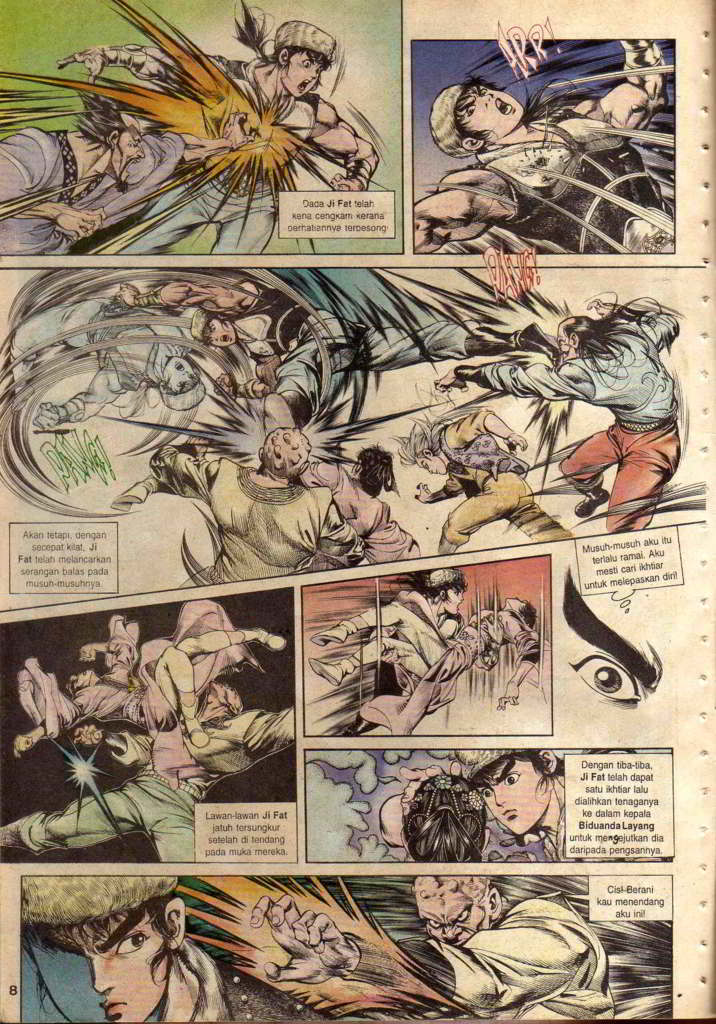 Dada Ji Fat telah
kena cengkam kerana
perhatiannya terpesong
ARR!
PANG!
PANG!
Akan tetapi, dengan
secepat kilat, Ji
Fat telah melancarkan
serangan balas pada
musuh-musuhnya.
Musuh-musuh aku itu
terlalu ramai. Aku
mesti cari ikhtiar
untuk melepaskan diri!
Lawan-lawan Ji Fat
jatuh tersungkur
setelah di tendang
pada muka mereka.
Dengan tiba-tiba,
Ji Fat telah dapat
satu ikhtiar lalu
dialihkan tenaganya
ke dalam kepala
Biduanda Layang
untuk mengejutkan dia
daripada pengsannya.
Cis! Berani
kau menendang
aku ini!
8